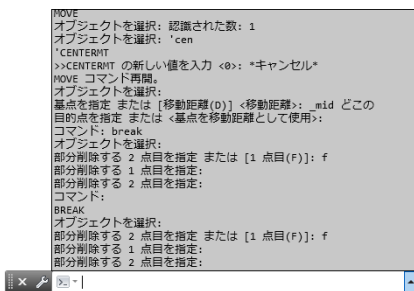 MOVE
オブジェクトを選択: 認識された数: 1
オブジェクトを選択: 'cen
'CENTERMT
>>CENTERMT の新しい値を入力 <0>: *キャンセル*
MOVE コマンド再開。
オブジェクトを選択:
基点を指定 または [移動距離(D)] <移動距離>: _mid どこの
目的点を指定 または <基点を移動距離として使用>:
コマンド: break
オブジェクトを選択:
部分削除する 2 点目を指定 または [1 点目(F)]: f
部分削除する 1 点目を指定:
部分削除する 2 点目を指定:
コマンド:
BREAK
オブジェクトを選択:
部分削除する 2 点目を指定 または [1 点目(F)]: f
部分削除する 1 点目を指定:
部分削除する 2 点目を指定: